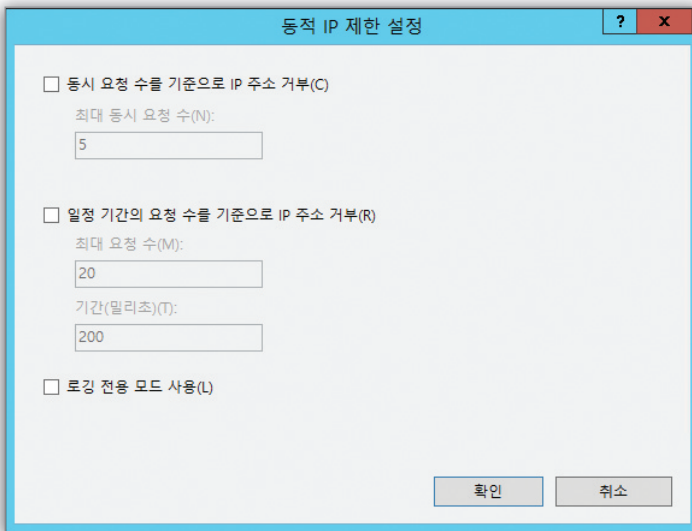 동적 IP 제한 설정
? x
동시 요청 수를 기준으로 IP 주소 거부(C)
최대 동시 요청 수(N):
5
일정 기간의 요청 수를 기준으로 IP 주소 거부(R)
최대 요청 수(M):
20
기간(밀리초)(T):
200
로깅 전용 모드 사용(L)
확인 취소